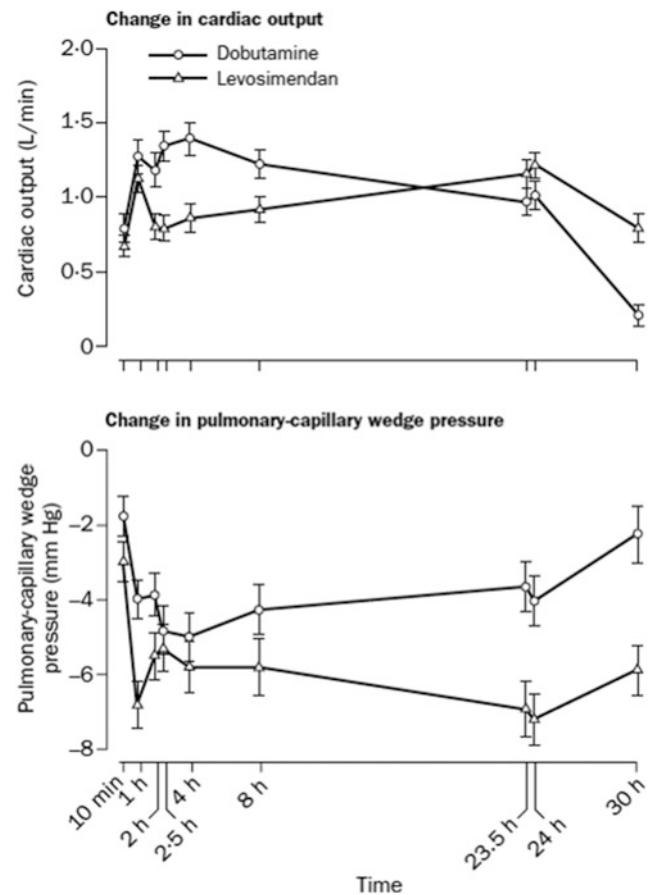 Change in cardiac output
2·0
Dobutamine
Levosimendan
1·5
1·0
0·5
0
Cardiac output (L/min)
Change in pulmonary-capillary wedge pressure
0
–2
–4
–6
–8
Pulmonary-capillary wedge
pressure (mm Hg)
10 min
1 h
2 h
2·5 h
4 h
8 h
23.5 h
24 h
30 h
Time